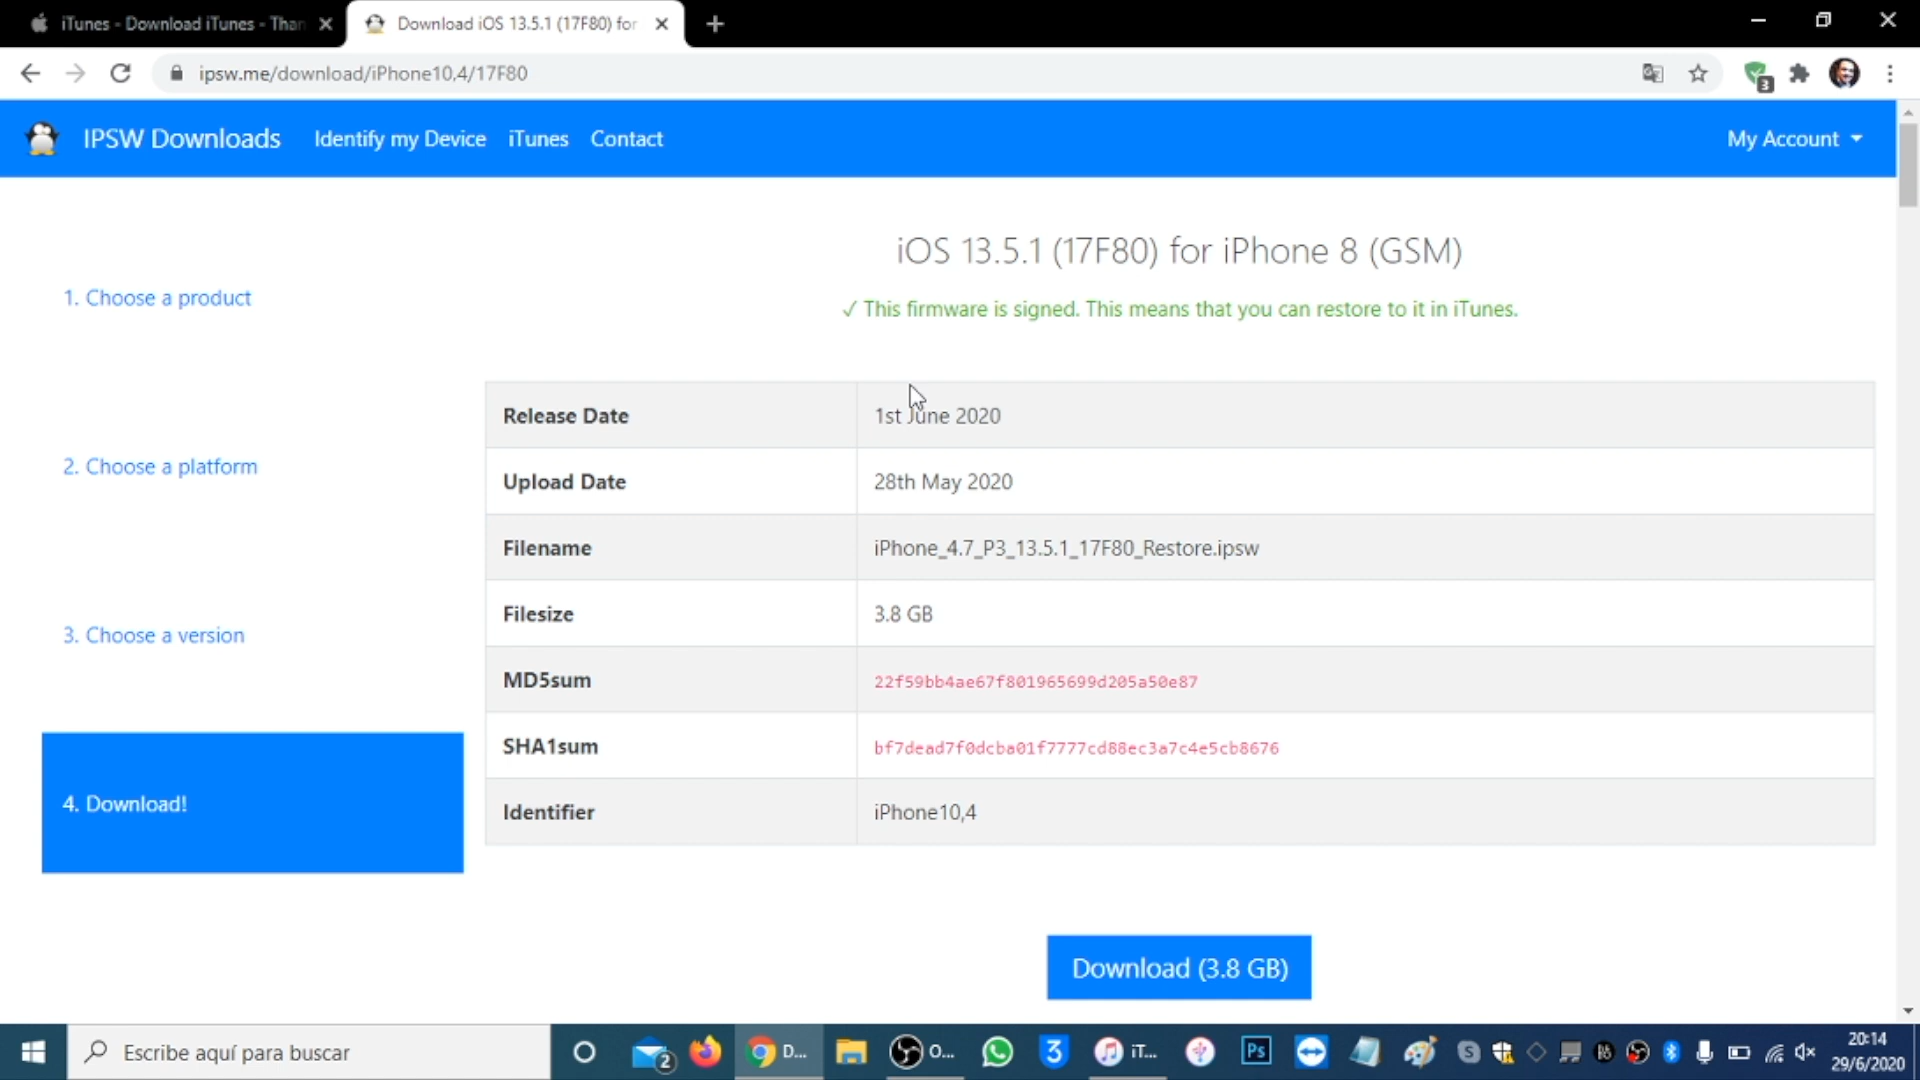 iTunes - Download iTunes - Than
Download iOS 13.5.1 (17F80) for
ipsw.me/download/iPhone10,4/17F80
3
IPSW Downloads
Identify my Device
iTunes
Contact
My Account
iOS 13.5.1 (17F80) for iPhone 8 (GSM)
✓ This firmware is signed. This means that you can restore to it in iTunes.
1. Choose a product
2. Choose a platform
3. Choose a version
4. Download!
Release Date 1st June 2020
Upload Date 28th May 2020
Filename iPhone_4.7_P3_13.5.1_17F80_Restore.ipsw
Filesize 3.8 GB
MD5sum 22f59bb4ae67f801965699d205a50e87
SHA1sum bf7dead7f0dcba01f7777cd88ec3a7c4e5cb8676
Identifier iPhone10,4
Download (3.8 GB)
Escribe aquí para buscar
2
D...
O...
3
iT...
Ps
20:14
29/6/2020